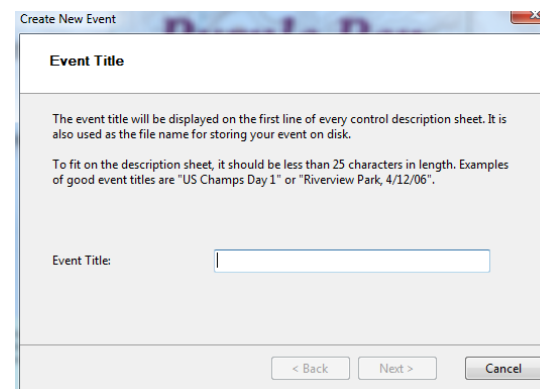 Create New Event
Event Title
The event title will be displayed on the first line of every control description sheet. It is
also used as the file name for storing your event on disk.
To fit on the description sheet, it should be less than 25 characters in length. Examples
of good event titles are "US Champs Day 1" or "Riverview Park, 4/12/06".
Event Title:
< Back
Next >
Cancel